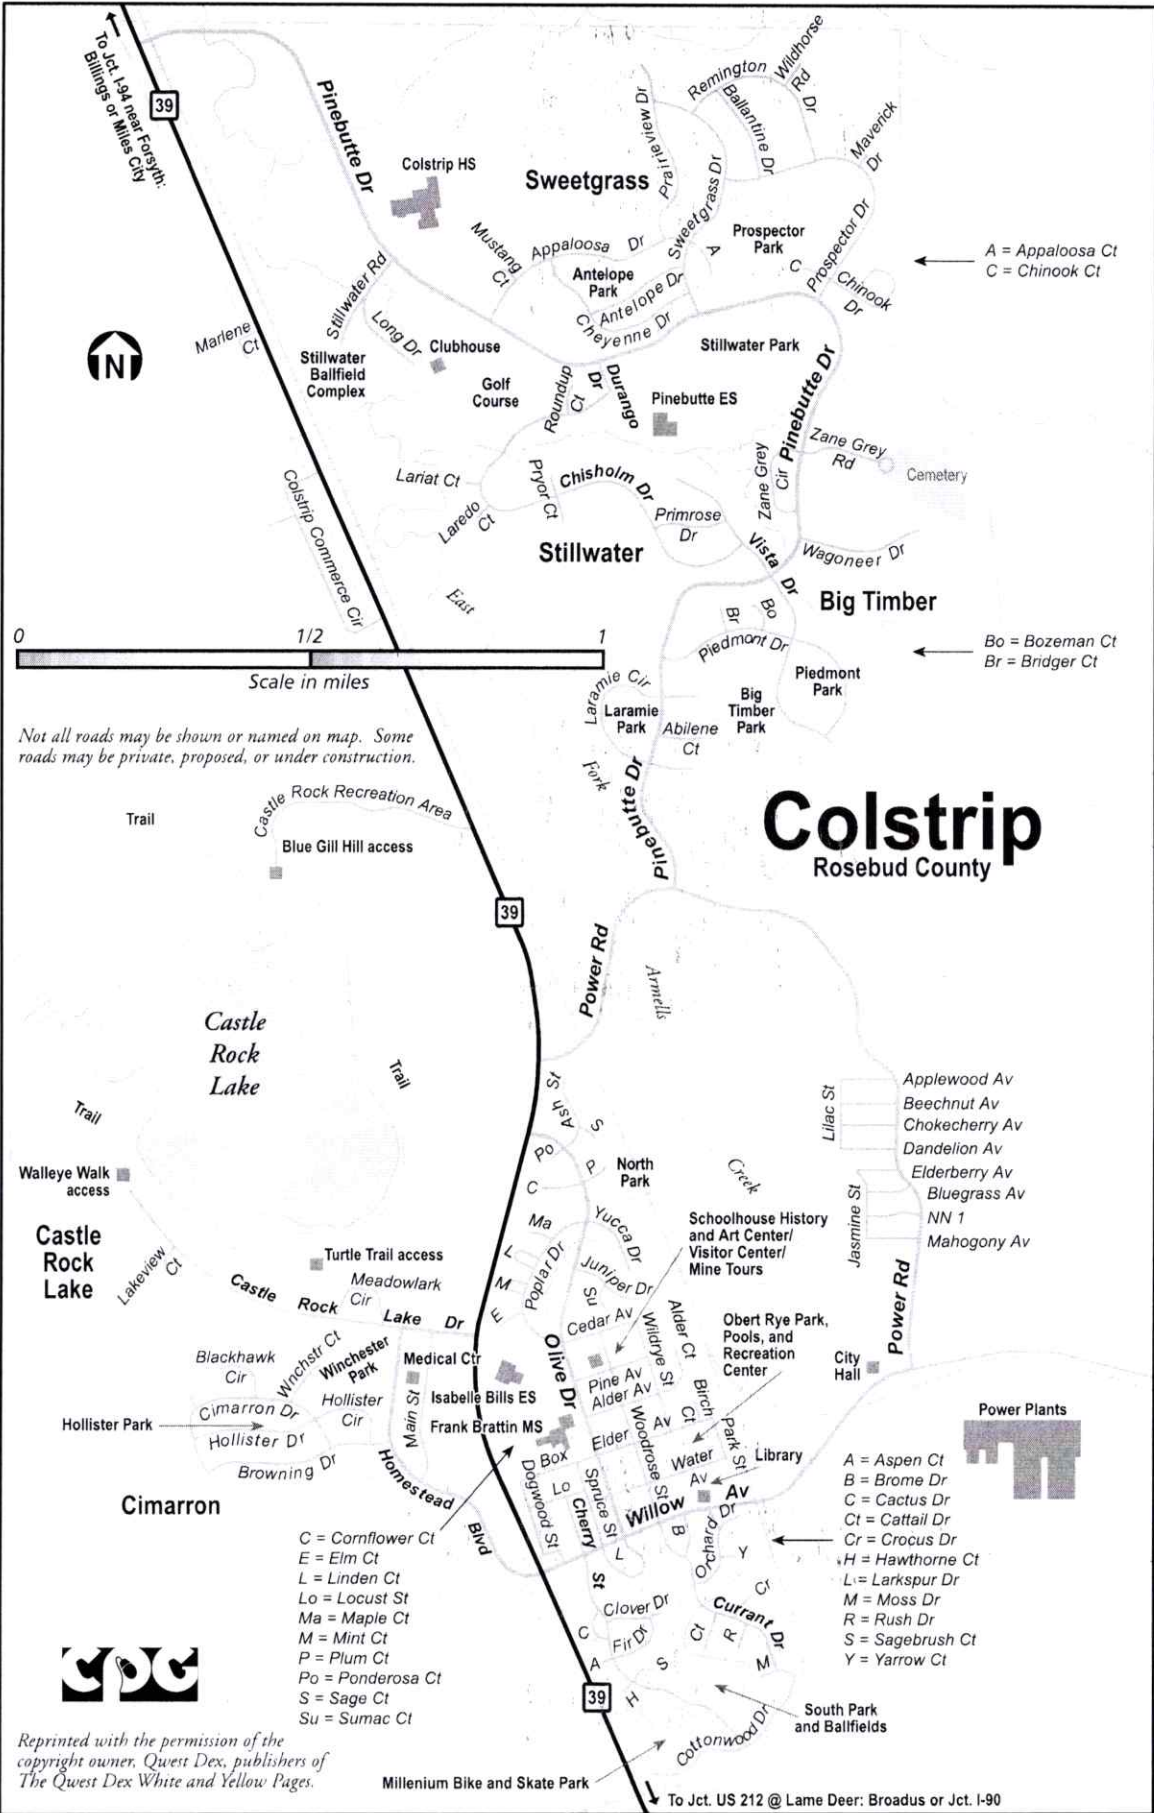 To Jct. I-94 near Forsyth:
Billings or Miles City
39
Pinebutte Dr
Colstrip HS
Sweetgrass
Prairieview Dr
Remington
Wildhorse
Rd
Dr
Ballantine Dr
Maverick
Dr
Sweetgrass Dr
Mustang
Ct
Appaloosa Dr
A
Prospector
Park
Prospector Dr
C
Chinook
Dr
A = Appaloosa Ct
C = Chinook Ct
Antelope
Park
Antelope Dr
Cheyenne Dr
Stillwater Rd
Long Dr
Marlene
Ct
N
Stillwater
Ballfield
Complex
Clubhouse
Golf
Course
Roundup
Ct
Durango
Dr
Stillwater Park
Pinebutte ES
Pinebutte Dr
Zane Grey
Rd
Zane Grey
Cir
Cemetery
Lariat Ct
Laredo
Ct
Pryor Ct
Chisholm Dr
Primrose
Dr
Stillwater
Vista Dr
Wagoneer Dr
Big Timber
Colstrip Commerce Cir
East
Br
Bo
Piedmont Dr
Piedmont
Park
Bo = Bozeman Ct
Br = Bridger Ct
0 1/2 1
Scale in miles
Laramie Cir
Laramie
Park
Big
Timber
Park
Abilene
Ct
Fork
Pinebutte Dr
Not all roads may be shown or named on map. Some
roads may be private, proposed, or under construction.
Colstrip
Rosebud County
Trail
Castle Rock Recreation Area
Blue Gill Hill access
39
Power Rd
Armells
Castle
Rock
Lake
Trail
Trail
Walleye Walk
access
Castle
Rock
Lake
Lakeview
Ct
Turtle Trail access
Castle Rock Lake Dr
Meadowlark
Cir
Ash St
S
Po
P
C
Ma
L
M
E
North
Park
Creek
Yucca Dr
Poplar Dr
Juniper Dr
Su
Cedar Av
Olive Dr
Schoolhouse History
and Art Center/
Visitor Center/
Mine Tours
Lilac St
Applewood Av
Beechnut Av
Chokecherry Av
Dandelion Av
Elderberry Av
Bluegrass Av
NN 1
Mahogony Av
Jasmine St
Power Rd
Wildrye St
Alder Ct
Obert Rye Park,
Pools, and
Recreation
Center
City
Hall
Blackhawk
Cir
Wnchstr Ct
Winchester
Park
Medical Ctr
Isabelle Bills ES
Frank Brattin MS
Pine Av
Alder Av
Birch
Ct
Hollister Park
Cimarron Dr
Hollister
Cir
Hollister Dr
Browning Dr
Main St
Homestead
Blvd
Cimarron
Elder Av
Woodrose St
Park St
Water
Av
Library
Power Plants
Box
Lo
Dogwood St
Spruce St
Cherry
St
Willow Av
L
B
Orchard Dr
Y
Cr
A = Aspen Ct
B = Brome Dr
C = Cactus Dr
Ct = Cattail Dr
Cr = Crocus Dr
H = Hawthorne Ct
L = Larkspur Dr
M = Moss Dr
R = Rush Dr
S = Sagebrush Ct
Y = Yarrow Ct
C = Cornflower Ct
E = Elm Ct
L = Linden Ct
Lo = Locust St
Ma = Maple Ct
M = Mint Ct
P = Plum Ct
Po = Ponderosa Ct
S = Sage Ct
Su = Sumac Ct
Clover Dr
Fir Dr
C
A
Currant Dr
Ct
R
S
M
H
39
Cottonwood Dr
South Park
and Ballfields
Millenium Bike and Skate Park
CDG
Reprinted with the permission of the
copyright owner, Qwest Dex, publishers of
The Qwest Dex White and Yellow Pages.
To Jct. US 212 @ Lame Deer: Broadus or Jct. I-90